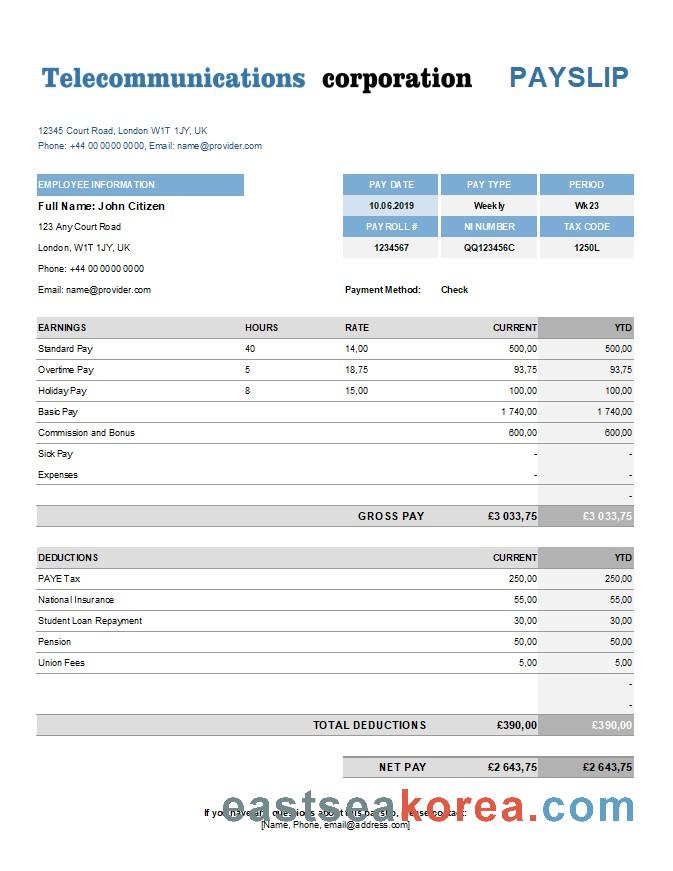 Telecommunications corporation PAYSLIP
12345 Court Road, London W1T 1JY, UK
Phone: +44 00 0000 0000, Email: name@provider.com
EMPLOYEE INFORMATION PAY DATE PAY TYPE PERIOD
Full Name: John Citizen 10.06.2019 Weekly Wk23
123 Any Court Road PAYROLL # NI NUMBER TAX CODE
London, W1T 1JY, UK 1234567 QQ123456C 1250L
Phone: +44 00 0000 0000
Email: name@provider.com Payment Method: Check
EARNINGS HOURS RATE CURRENT YTD
Standard Pay 40 14,00 500,00 500,00
Overtime Pay 5 18,75 93,75 93,75
Holiday Pay 8 15,00 100,00 100,00
Basic Pay 1 740,00 1 740,00
Commission and Bonus 600,00 600,00
Sick Pay - -
Expenses - -
-
GROSS PAY £3 033,75 £3 033,75
DEDUCTIONS CURRENT YTD
PAYE Tax 250,00 250,00
National Insurance 55,00 55,00
Student Loan Repayment 30,00 30,00
Pension 50,00 50,00
Union Fees 5,00 5,00
-
-
TOTAL DEDUCTIONS £390,00 £390,00
NET PAY £2 643,75 £2 643,75
eastseakorea.com
If you have any questions about this payslip, please contact:
[Name, Phone, email@address.com]